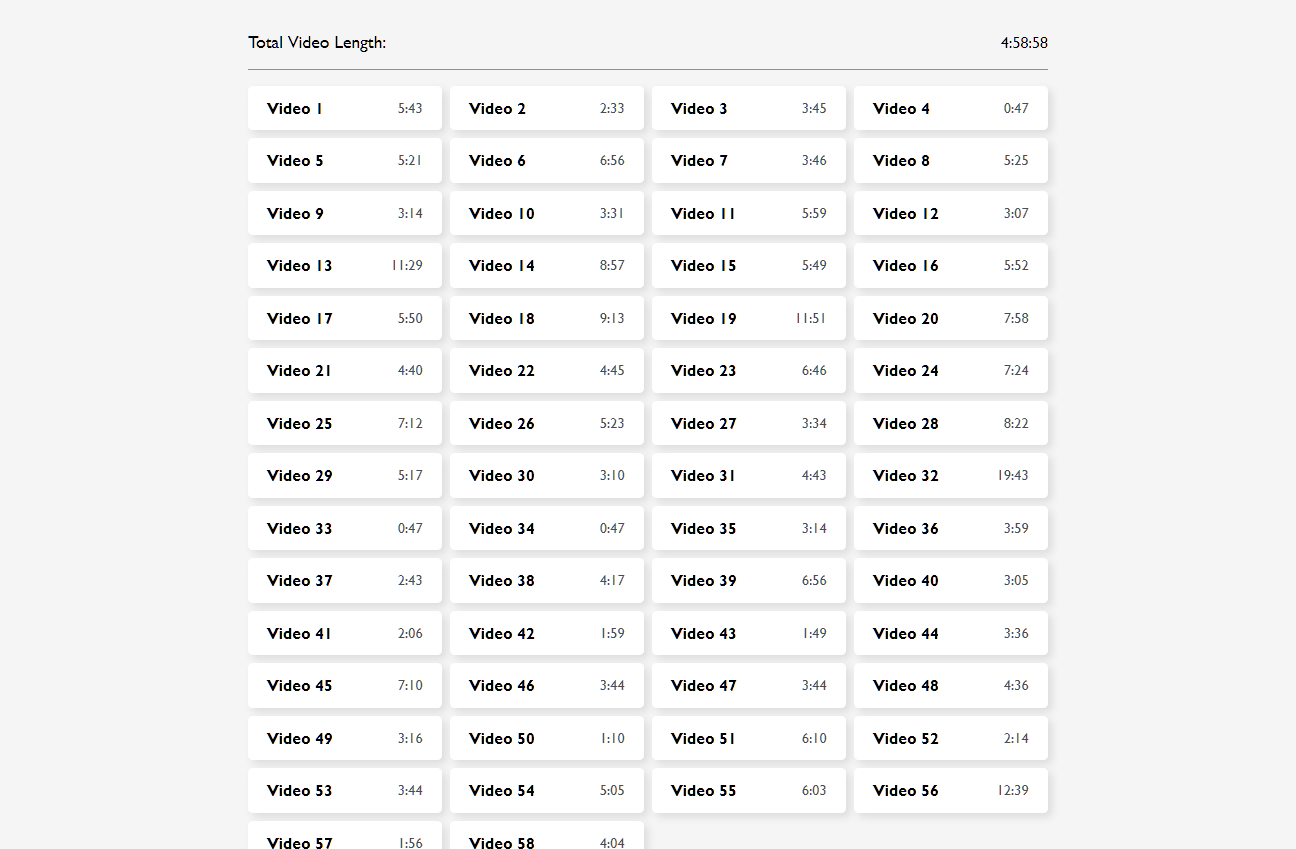 Total Video Length: 4:58:58
Video 1 5:43 Video 2 2:33 Video 3 3:45 Video 4 0:47
Video 5 5:21 Video 6 6:56 Video 7 3:46 Video 8 5:25
Video 9 3:14 Video 10 3:31 Video 11 5:59 Video 12 3:07
Video 13 11:29 Video 14 8:57 Video 15 5:49 Video 16 5:52
Video 17 5:50 Video 18 9:13 Video 19 11:51 Video 20 7:58
Video 21 4:40 Video 22 4:45 Video 23 6:46 Video 24 7:24
Video 25 7:12 Video 26 5:23 Video 27 3:34 Video 28 8:22
Video 29 5:17 Video 30 3:10 Video 31 4:43 Video 32 19:43
Video 33 0:47 Video 34 0:47 Video 35 3:14 Video 36 3:59
Video 37 2:43 Video 38 4:17 Video 39 6:56 Video 40 3:05
Video 41 2:06 Video 42 1:59 Video 43 1:49 Video 44 3:36
Video 45 7:10 Video 46 3:44 Video 47 3:44 Video 48 4:36
Video 49 3:16 Video 50 1:10 Video 51 6:10 Video 52 2:14
Video 53 3:44 Video 54 5:05 Video 55 6:03 Video 56 12:39
Video 57 1:56 Video 58 4:04